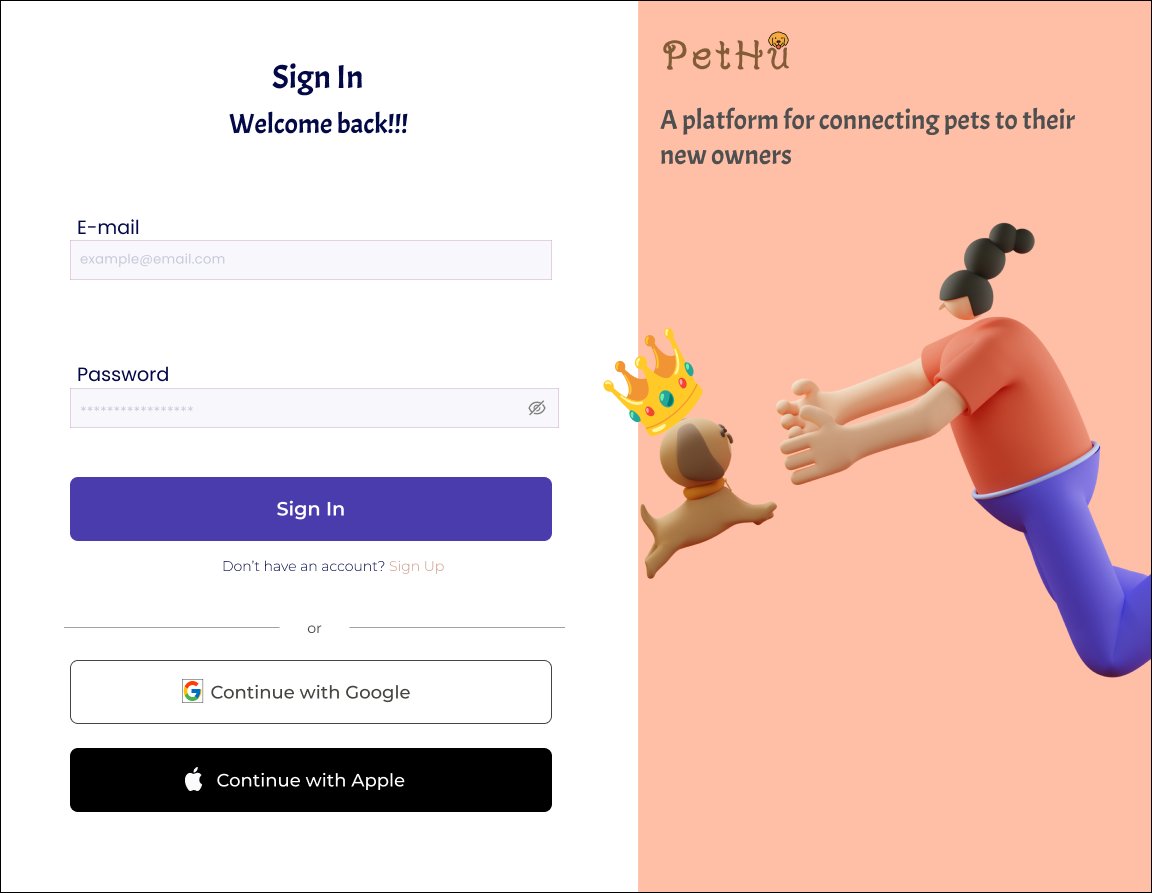 Sign In
Welcome back!!!
E-mail
example@email.com
Password
*****************
Sign In
Don't have an account? Sign Up
or
Continue with Google
Continue with Apple
PetHu
A platform for connecting pets to their
new owners